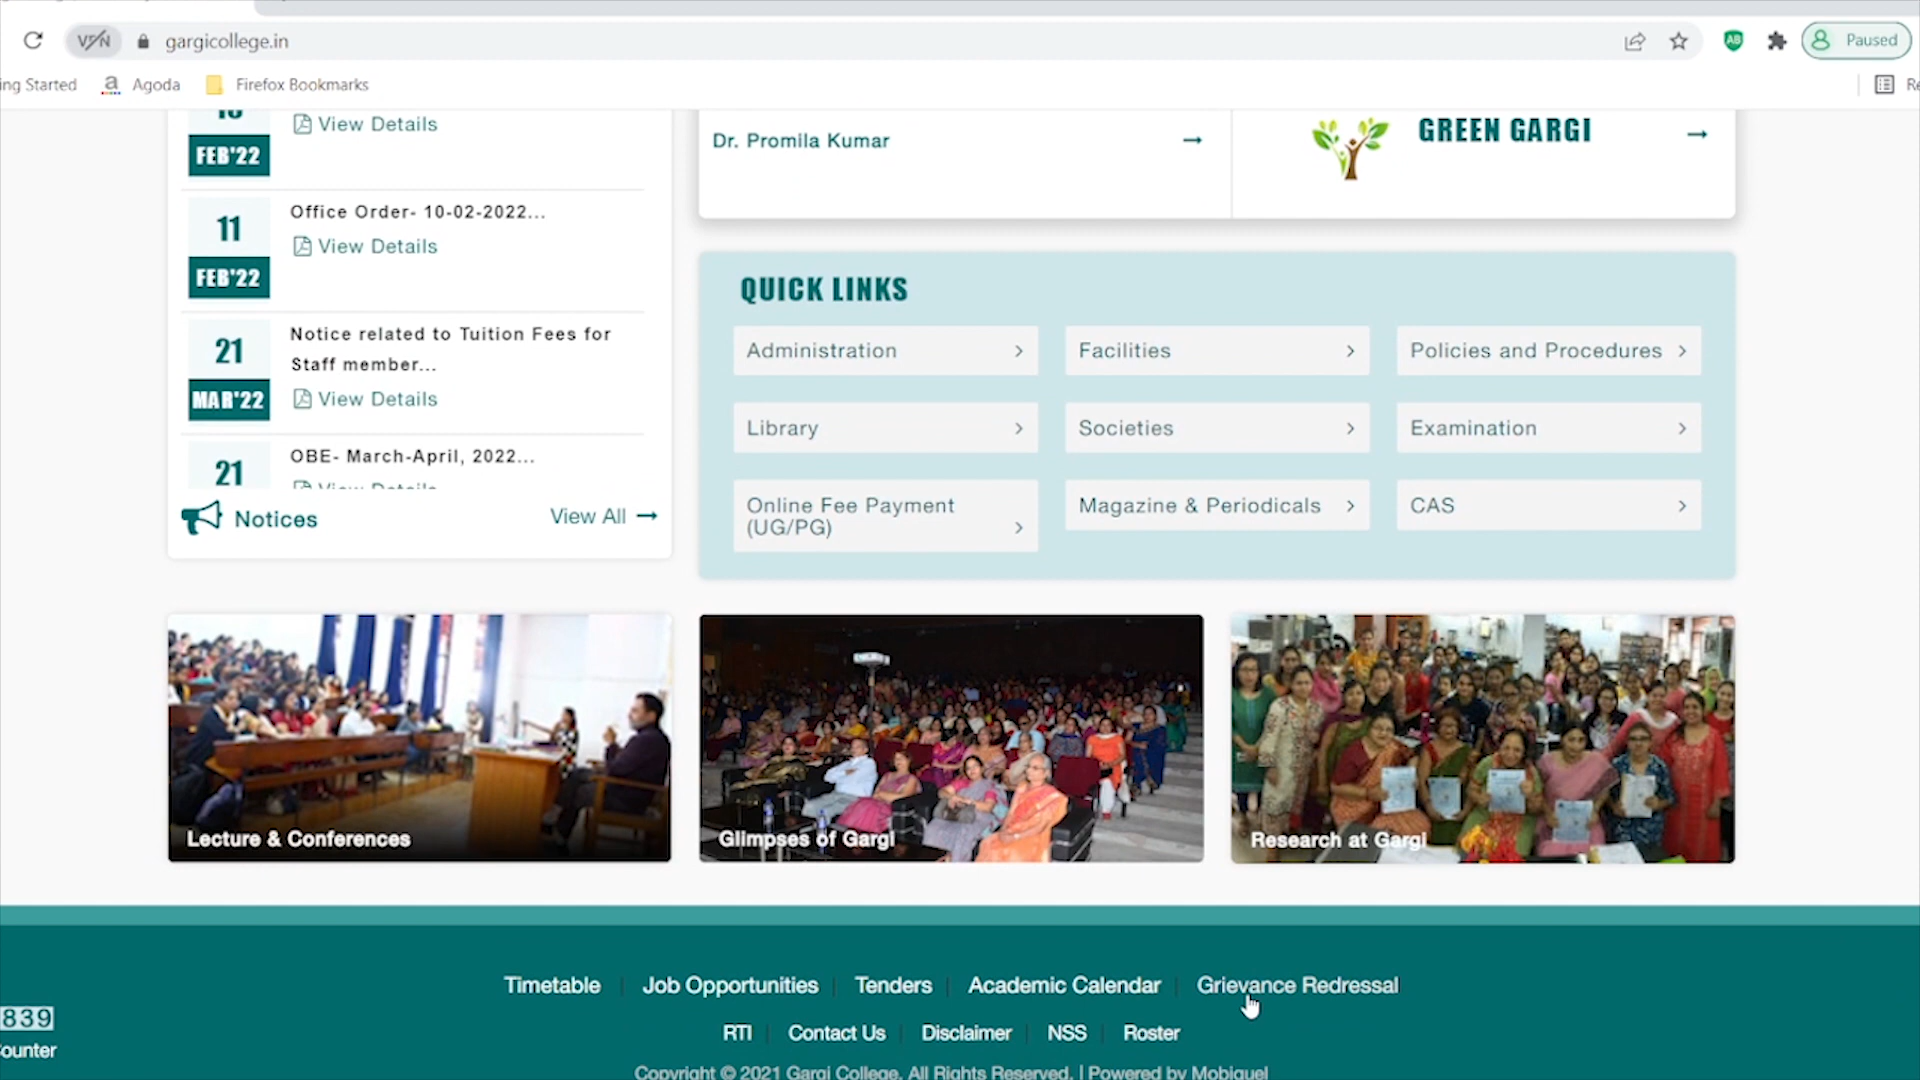 gargicollege.in
Paused
ing Started
Agoda
Firefox Bookmarks
View Details
FEB'22
11
FEB'22
Office Order- 10-02-2022...
View Details
21
MAR'22
Notice related to Tuition Fees for
Staff member...
View Details
21
OBE- March-April, 2022...
View Details
Notices
View All
Dr. Promila Kumar
GREEN GARGI
QUICK LINKS
Administration
Facilities
Policies and Procedures
Library
Societies
Examination
Online Fee Payment
(UG/PG)
Magazine & Periodicals
CAS
Lecture & Conferences
Glimpses of Gargi
Research at Gargi
Timetable
Job Opportunities
Tenders
Academic Calendar
Grievance Redressal
839
ounter
RTI
Contact Us
Disclaimer
NSS
Roster
Copyright © 2021 Gargi College. All Rights Reserved. | Powered by Mobiquel